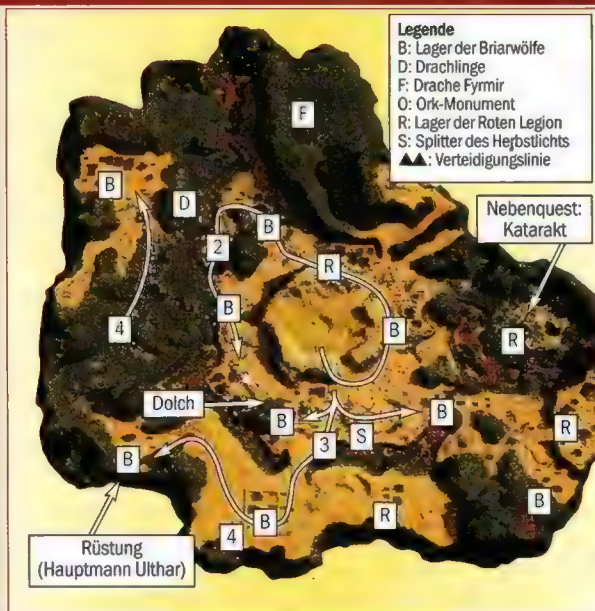 Legende
B: Lager der Briarwölfe
D: Drachlinge
F: Drache Fyrmir
O: Ork-Monument
R: Lager der Roten Legion
S: Splitter des Herbstlichts
▲▲: Verteidigungslinie
F
B
D
Nebenquest:
Katarakt
B
2
R
B
B
4
R
Dolch
B
B
3
S
R
B
B
R
B
4
Rüstung
(Hauptmann Ulthar)